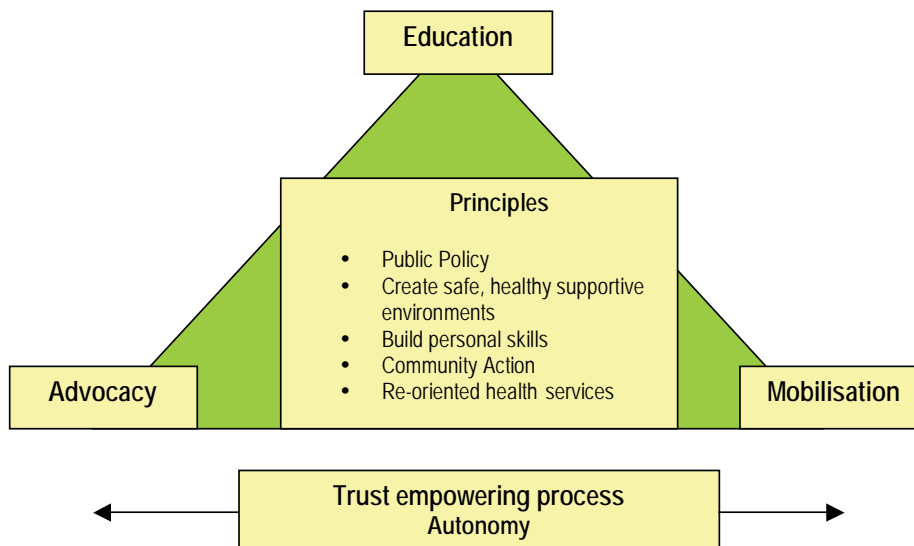 Education
Principles
• Public Policy
• Create safe, healthy supportive
environments
• Build personal skills
• Community Action
• Re-oriented health services
Advocacy
Mobilisation
Trust empowering process
Autonomy